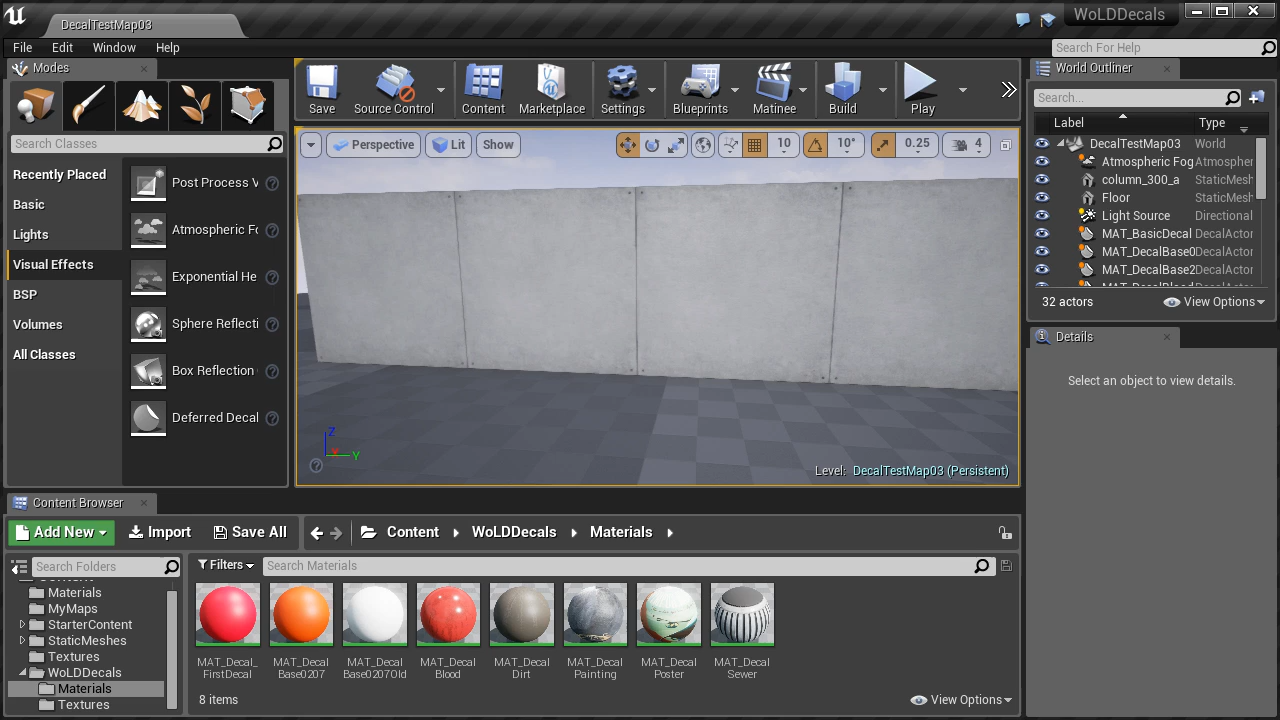 DecalTestMap03
WoLDDecals
File Edit Window Help
Search For Help
Modes
Search Classes
Recently Placed
Basic
Lights
Visual Effects
BSP
Volumes
All Classes
Post Process V
Atmospheric Fo
Exponential He
Sphere Reflecti
Box Reflection
Deferred Decal
Save
Source Control
Content
Marketplace
Settings
Blueprints
Matinee
Build
Play
Perspective
Lit
Show
10
10°
0.25
4
Z
X
Y
Level: DecalTestMap03 (Persistent)
World Outliner
Search...
Label Type
DecalTestMap03 World
Atmospheric Fog Atmospher
column_300_a StaticMesh
Floor StaticMesh
Light Source Directional
MAT_BasicDecal DecalActor
MAT_DecalBase0 DecalActor
MAT_DecalBase2 DecalActor
MAT_DecalBlood DecalActor
32 actors
View Options
Details
Select an object to view details.
Content Browser
Add New
Import
Save All
Content
WoLDDecals
Materials
Search Folders
Content
Materials
MyMaps
StarterContent
StaticMeshes
Textures
WoLDDecals
Materials
Textures
Filters
Search Materials
MAT_Decal_
FirstDecal
MAT_Decal
Base0207
MAT_Decal
Base0207Old
MAT_Decal
Blood
MAT_Decal
Dirt
MAT_Decal
Painting
MAT_Decal
Poster
MAT_Decal
Sewer
8 items
View Options